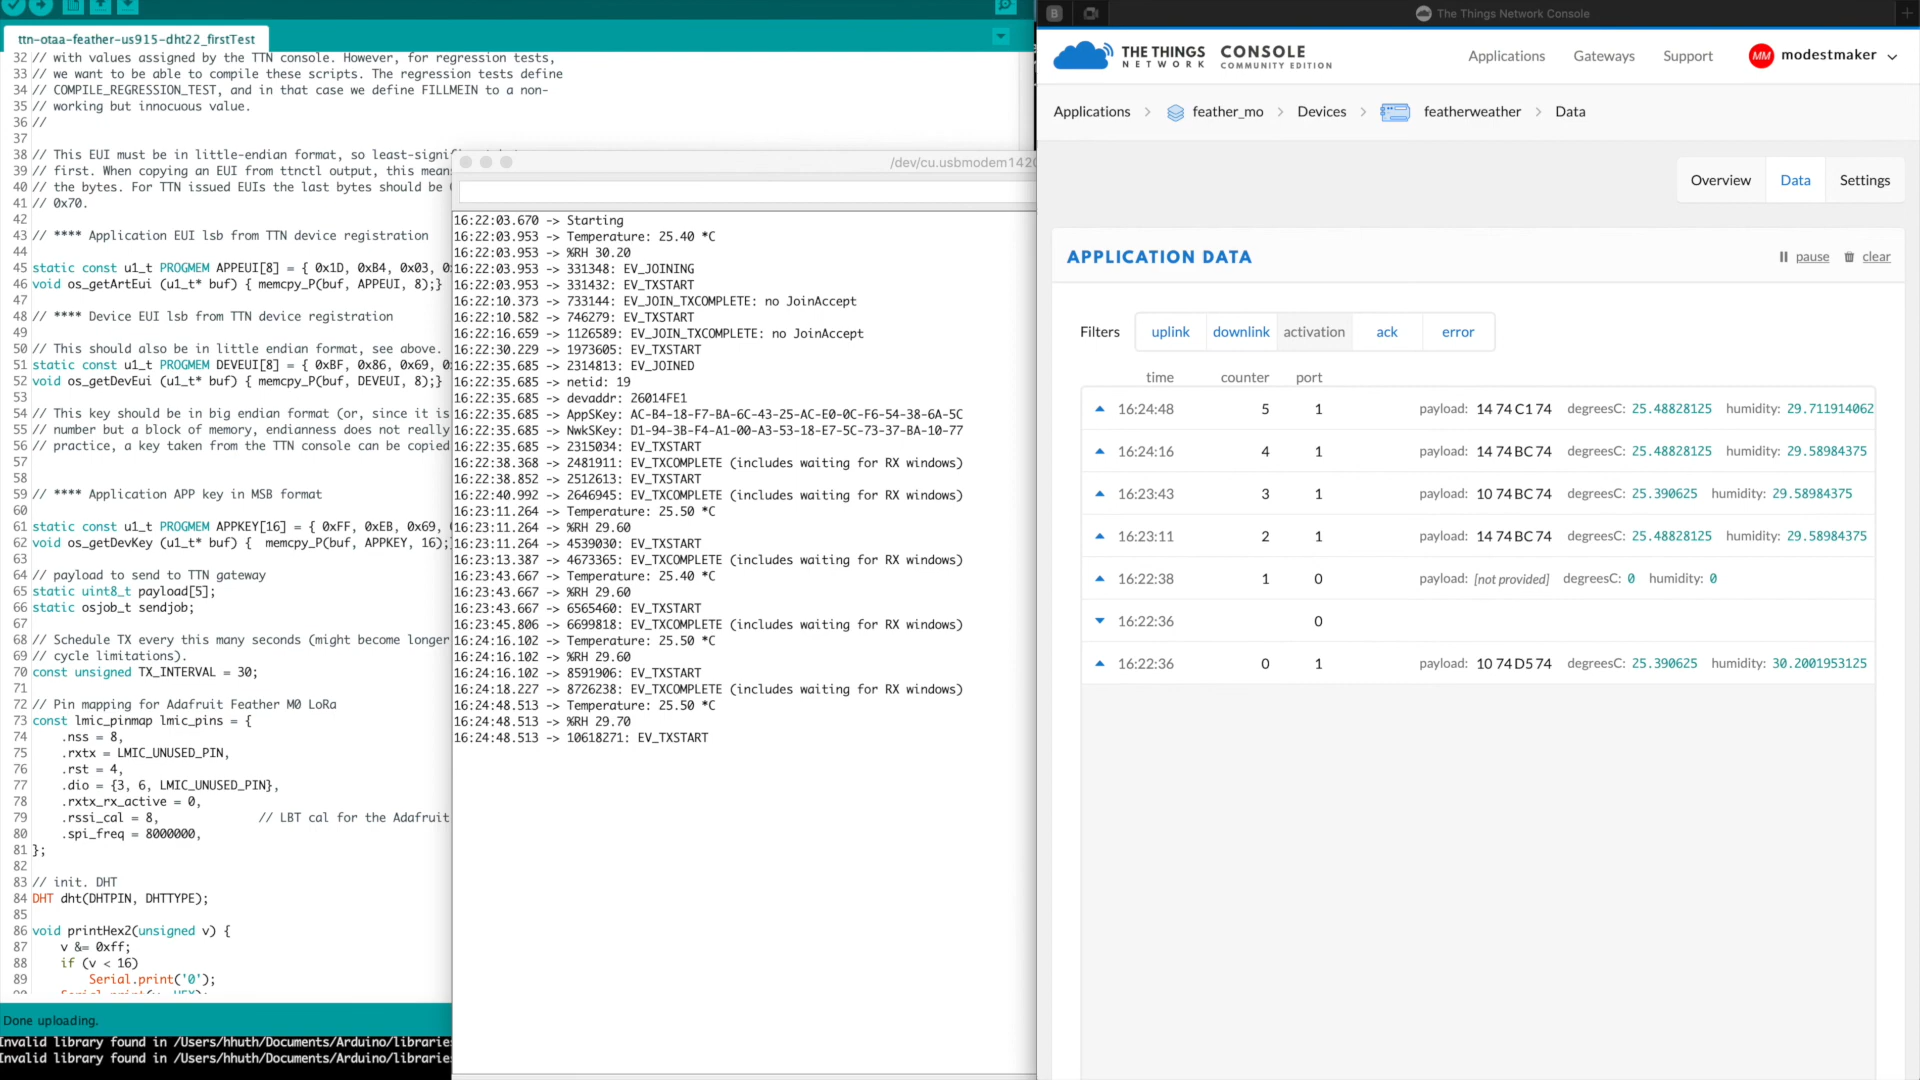 ttn-otaa-feather-us915-dht22_firstTest
32 // with values assigned by the TTN console. However, for regression tests,
33 // we want to be able to compile these scripts. The regression tests define
34 // COMPILE_REGRESSION_TEST, and in that case we define FILLMEIN to a non-
35 // working but innocuous value.
36 //
37
38 // This EUI must be in little-endian format, so least-signif
39 // first. When copying an EUI from ttnctl output, this mean
40 // the bytes. For TTN issued EUIs the last bytes should be
41 // 0x70.
42
43 // **** Application EUI lsb from TTN device registration
44
45 static const u1_t PROGMEM APPEUI[8] = { 0x1D, 0xB4, 0x03, 0
46 void os_getArtEui (u1_t* buf) { memcpy_P(buf, APPEUI, 8);}
47
48 // **** Device EUI lsb from TTN device registration
49
50 // This should also be in little endian format, see above.
51 static const u1_t PROGMEM DEVEUI[8] = { 0xBF, 0x86, 0x69, 0
52 void os_getDevEui (u1_t* buf) { memcpy_P(buf, DEVEUI, 8);}
53
54 // This key should be in big endian format (or, since it is
55 // number but a block of memory, endianness does not really
56 // practice, a key taken from the TTN console can be copied
57
58
59 // **** Application APP key in MSB format
60
61 static const u1_t PROGMEM APPKEY[16] = { 0xFF, 0xEB, 0x69,
62 void os_getDevKey (u1_t* buf) {  memcpy_P(buf, APPKEY, 16);
63
64 // payload to send to TTN gateway
65 static uint8_t payload[5];
66 static osjob_t sendjob;
67
68 // Schedule TX every this many seconds (might become longer
69 // cycle limitations).
70 const unsigned TX_INTERVAL = 30;
71
72 // Pin mapping for Adafruit Feather M0 LoRa
73 const lmic_pinmap lmic_pins = {
74 .nss = 8,
75 .rxtx = LMIC_UNUSED_PIN,
76 .rst = 4,
77 .dio = {3, 6, LMIC_UNUSED_PIN},
78 .rxtx_rx_active = 0,
79 .rssi_cal = 8, // LBT cal for the Adafruit
80 .spi_freq = 8000000,
81 };
82
83 // init. DHT
84 DHT dht(DHTPIN, DHTTYPE);
85
86 void printHex2(unsigned v) {
87 v &= 0xff;
88 if (v < 16)
89 Serial.print('0');
Done uploading.
Invalid library found in /Users/hhuth/Documents/Arduino/libraries
Invalid library found in /Users/hhuth/Documents/Arduino/libraries
/dev/cu.usbmodem1420
16:22:03.670 -> Starting
16:22:03.953 -> Temperature: 25.40 *C
16:22:03.953 -> %RH 30.20
16:22:03.953 -> 331348: EV_JOINING
16:22:03.953 -> 331432: EV_TXSTART
16:22:10.373 -> 733144: EV_JOIN_TXCOMPLETE: no JoinAccept
16:22:10.582 -> 746279: EV_TXSTART
16:22:16.659 -> 1126589: EV_JOIN_TXCOMPLETE: no JoinAccept
16:22:30.229 -> 1973605: EV_TXSTART
16:22:35.685 -> 2314813: EV_JOINED
16:22:35.685 -> netid: 19
16:22:35.685 -> devaddr: 26014FE1
16:22:35.685 -> AppSKey: AC-B4-18-F7-BA-6C-43-25-AC-E0-0C-F6-54-38-6A-5C
16:22:35.685 -> NwkSKey: D1-94-3B-F4-A1-00-A3-53-18-E7-5C-73-37-BA-10-77
16:22:35.685 -> 2315034: EV_TXSTART
16:22:38.368 -> 2481911: EV_TXCOMPLETE (includes waiting for RX windows)
16:22:38.852 -> 2512613: EV_TXSTART
16:22:40.992 -> 2646945: EV_TXCOMPLETE (includes waiting for RX windows)
16:23:11.264 -> Temperature: 25.50 *C
16:23:11.264 -> %RH 29.60
16:23:11.264 -> 4539030: EV_TXSTART
16:23:13.387 -> 4673365: EV_TXCOMPLETE (includes waiting for RX windows)
16:23:43.667 -> Temperature: 25.40 *C
16:23:43.667 -> %RH 29.60
16:23:43.667 -> 6565460: EV_TXSTART
16:23:45.806 -> 6699818: EV_TXCOMPLETE (includes waiting for RX windows)
16:24:16.102 -> Temperature: 25.50 *C
16:24:16.102 -> %RH 29.60
16:24:16.102 -> 8591906: EV_TXSTART
16:24:18.227 -> 8726238: EV_TXCOMPLETE (includes waiting for RX windows)
16:24:48.513 -> Temperature: 25.50 *C
16:24:48.513 -> %RH 29.70
16:24:48.513 -> 10618271: EV_TXSTART
B
The Things Network Console
THE THINGS NETWORK
CONSOLE COMMUNITY EDITION
Applications Gateways Support MM modestmaker
Applications > feather_mo > Devices > featherweather > Data
Overview Data Settings
APPLICATION DATA
pause clear
Filters uplink downlink activation ack error
time counter port
16:24:48 5 1 payload: 14 74 C1 74 degreesC: 25.48828125 humidity: 29.711914062
16:24:16 4 1 payload: 14 74 BC 74 degreesC: 25.48828125 humidity: 29.58984375
16:23:43 3 1 payload: 10 74 BC 74 degreesC: 25.390625 humidity: 29.58984375
16:23:11 2 1 payload: 14 74 BC 74 degreesC: 25.48828125 humidity: 29.58984375
16:22:38 1 0 payload: [not provided] degreesC: 0 humidity: 0
16:22:36 0
16:22:36 0 1 payload: 10 74 D5 74 degreesC: 25.390625 humidity: 30.2001953125